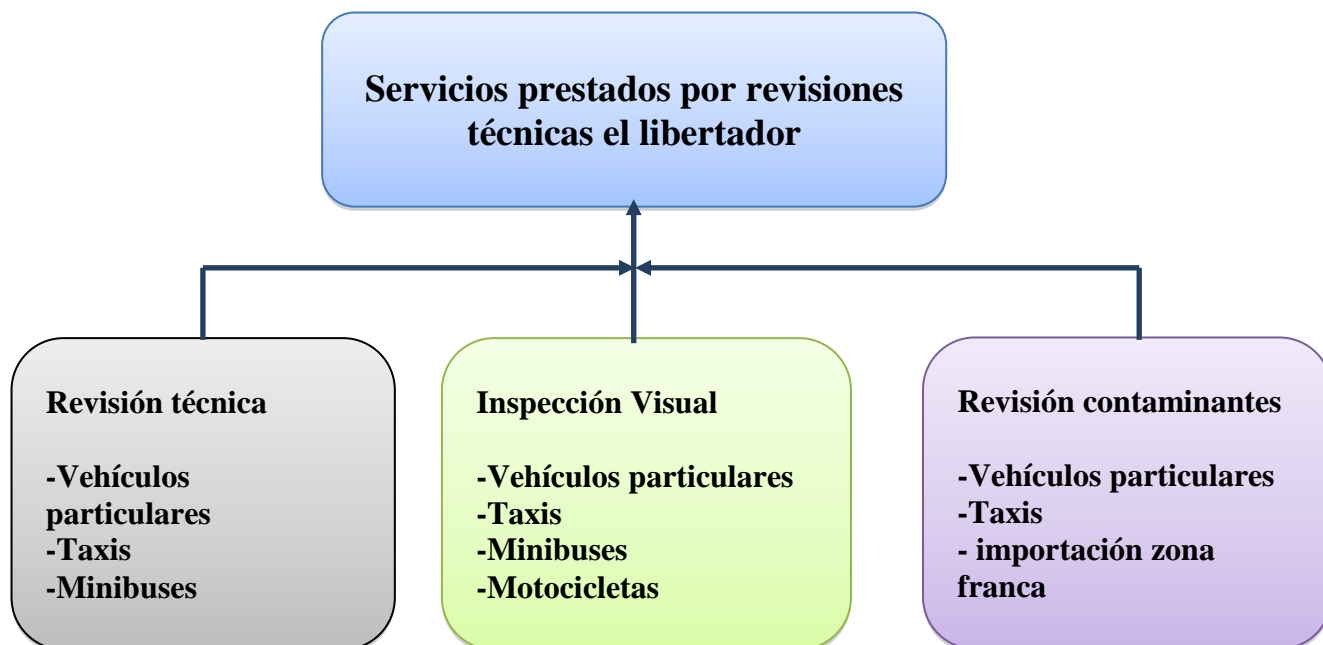 Servicios prestados por revisiones
técnicas el libertador
Revisión técnica
-Vehículos
particulares
-Taxis
-Minibuses
Inspección Visual
-Vehículos particulares
-Taxis
-Minibuses
-Motocicletas
Revisión contaminantes
-Vehículos particulares
-Taxis
- importación zona
franca